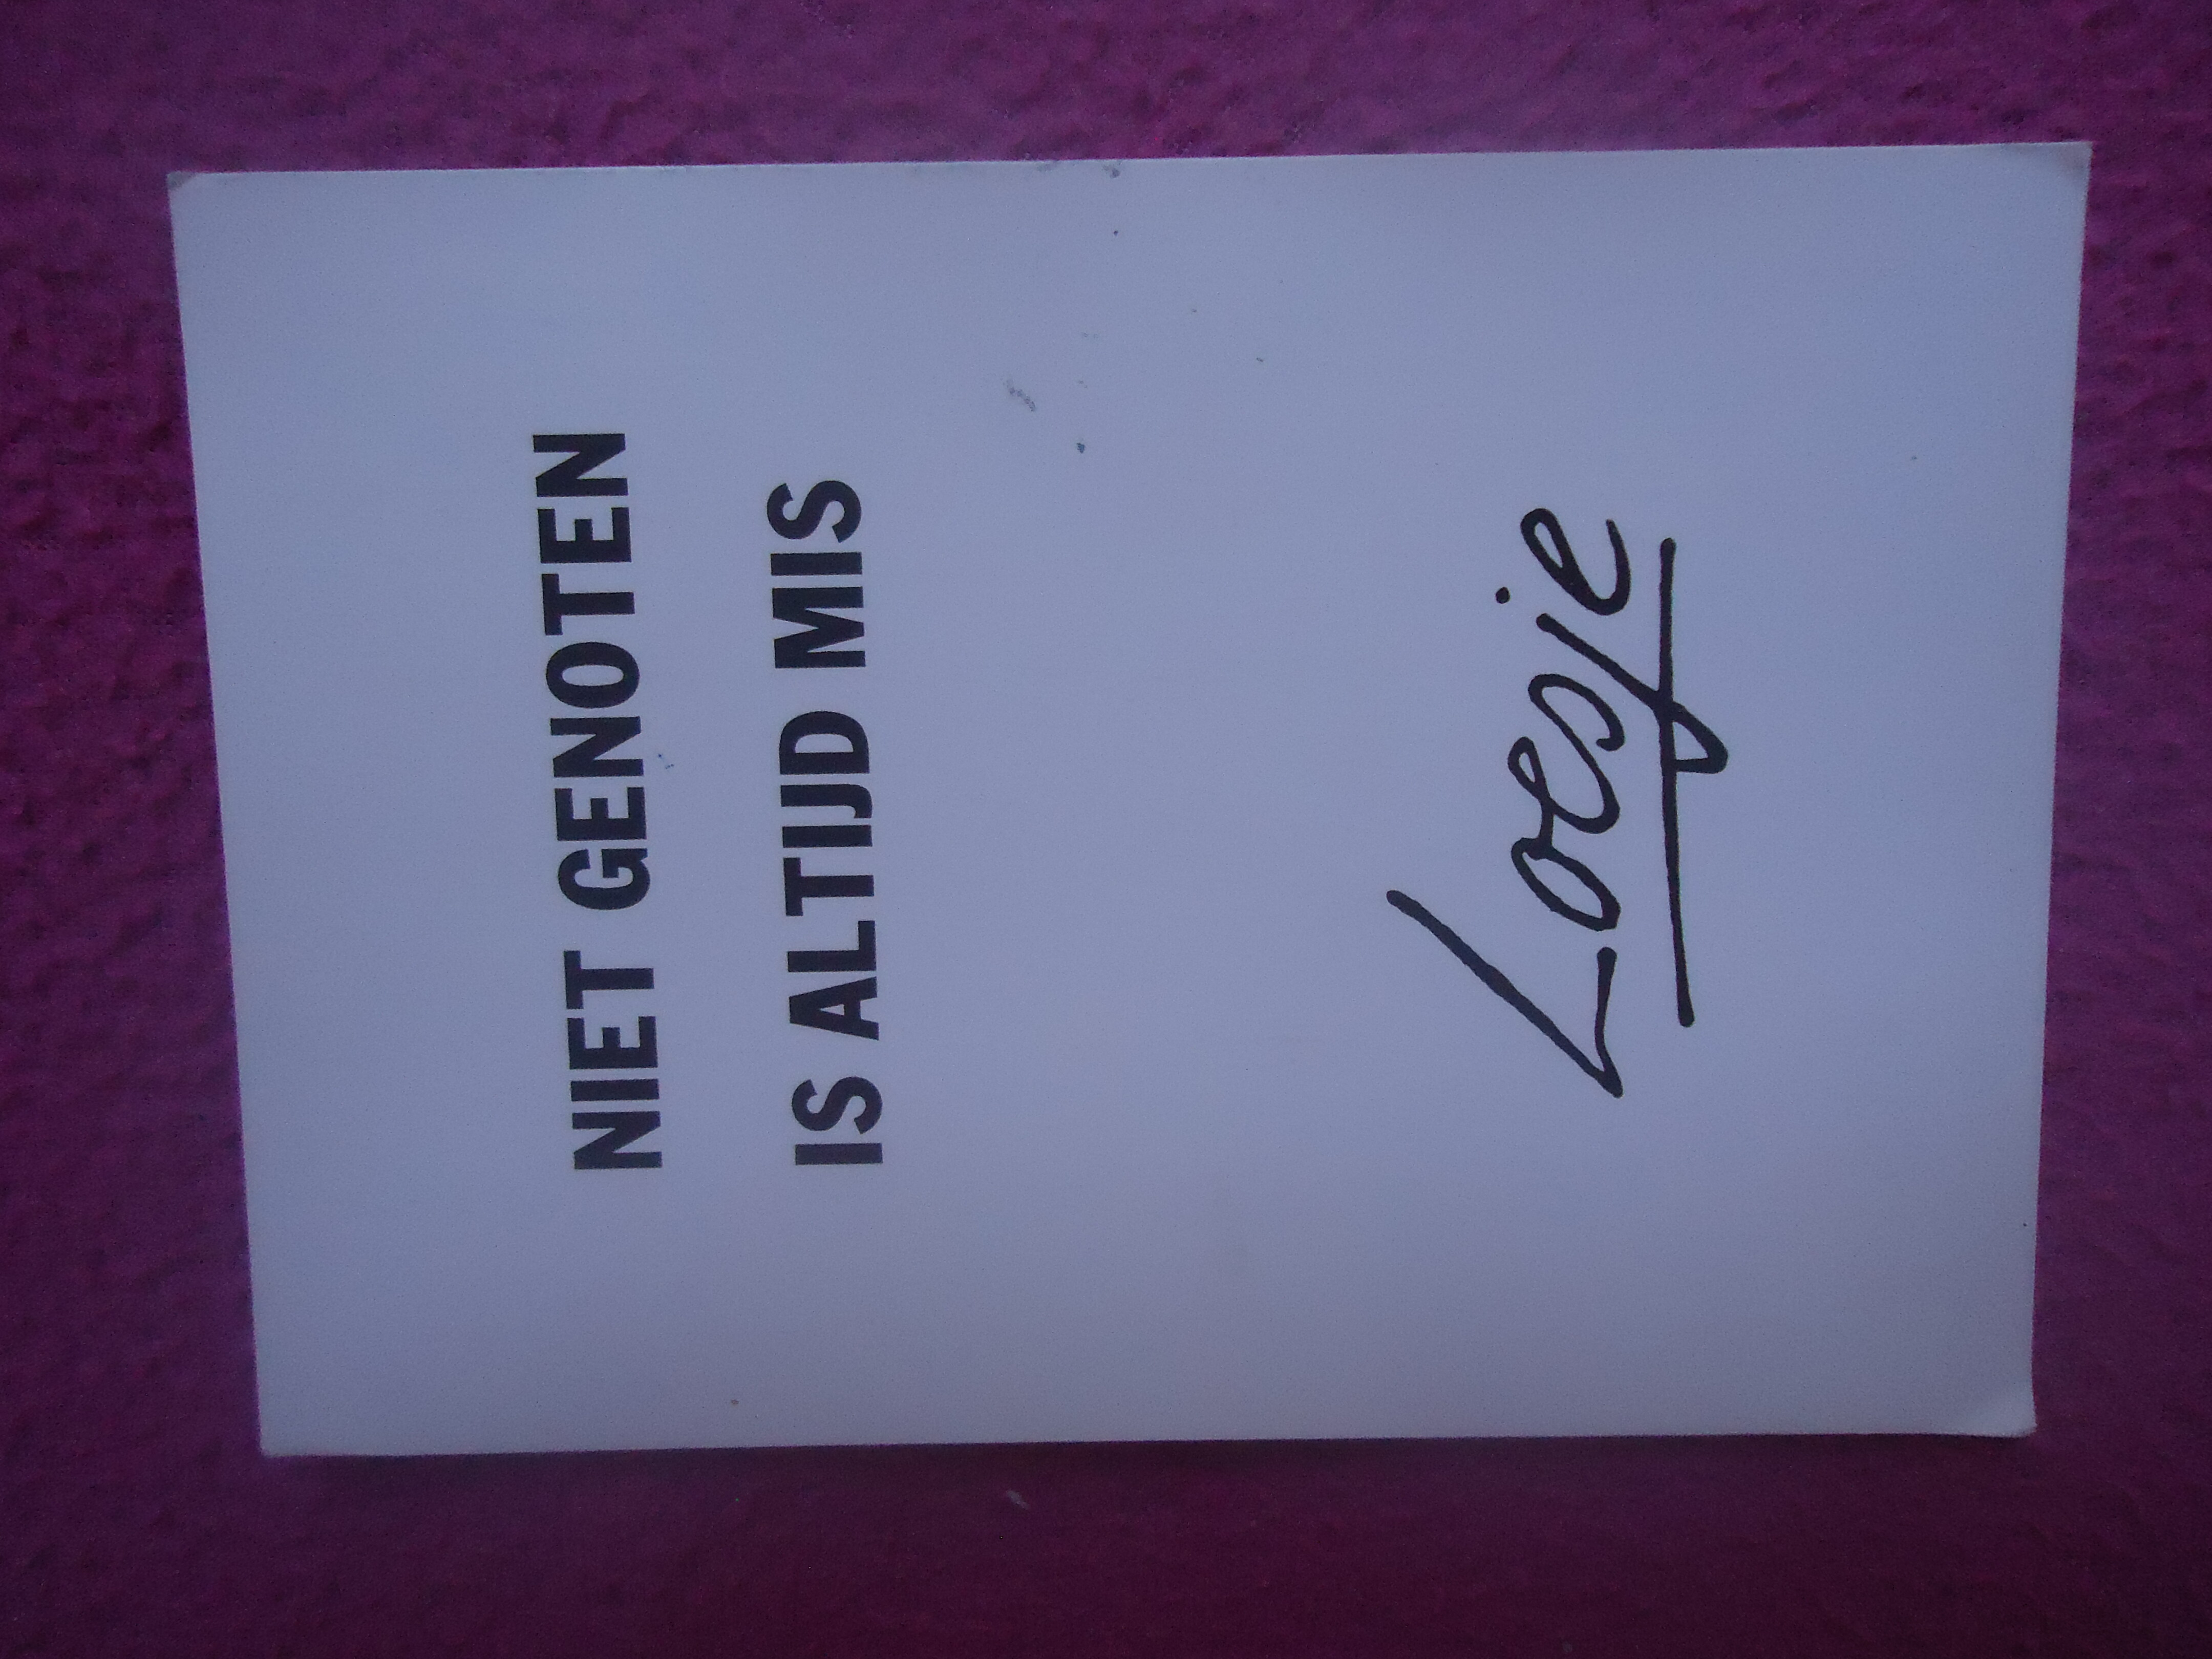 NIET GENOTEN
IS ALTIJD MIS
Loesje